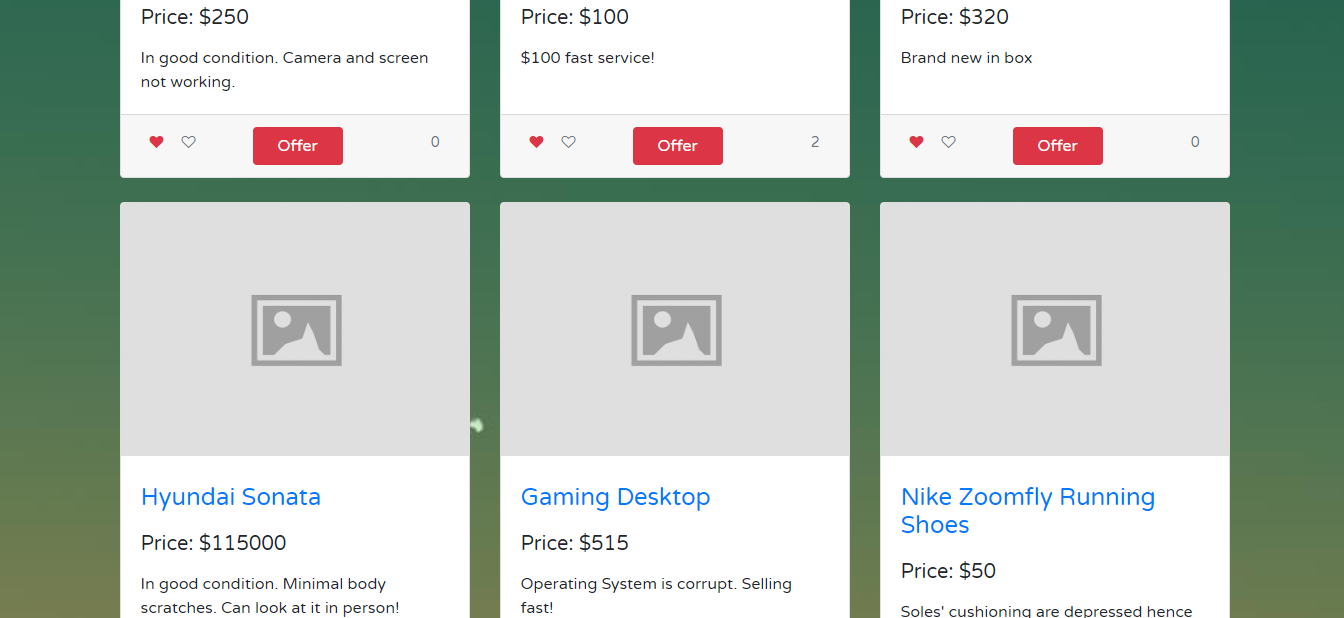 Price: $250
In good condition. Camera and screen
not working.
Offer
0
Price: $100
$100 fast service!
Offer
2
Price: $320
Brand new in box
Offer
0
Hyundai Sonata
Price: $115000
In good condition. Minimal body
scratches. Can look at it in person!
Gaming Desktop
Price: $515
Operating System is corrupt. Selling
fast!
Nike Zoomfly Running
Shoes
Price: $50
Soles' cushioning are depressed hence